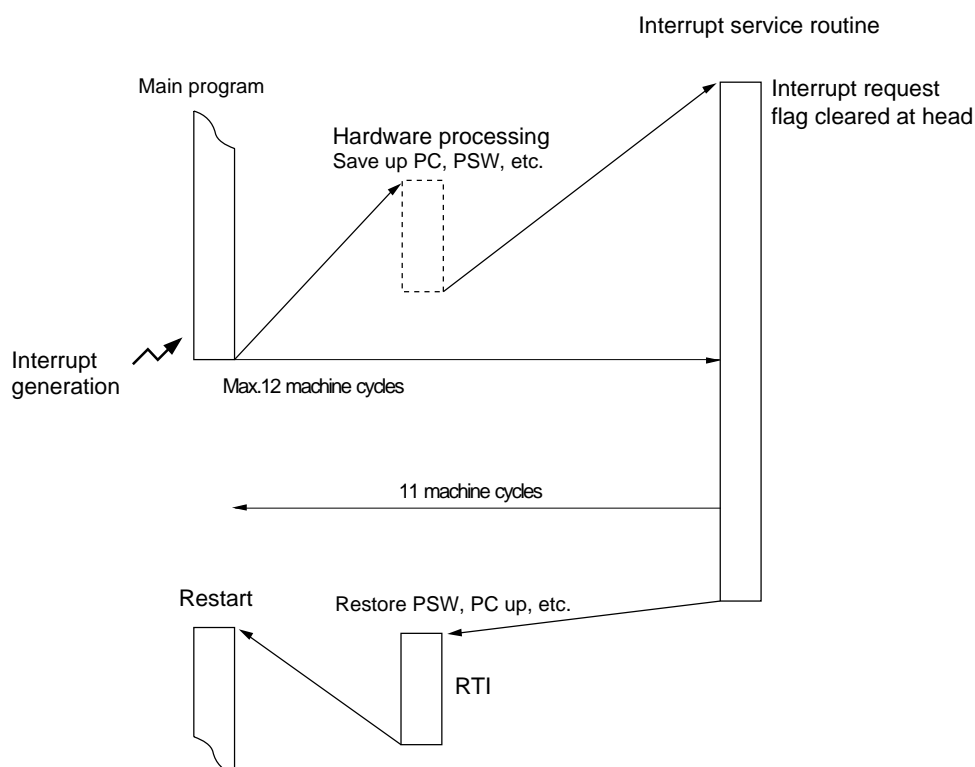 Interrupt service routine
Main program
Interrupt request
flag cleared at head
Hardware processing
Save up PC, PSW, etc.
Interrupt
generation
Max.12 machine cycles
11 machine cycles
Restart
Restore PSW, PC up, etc.
RTI